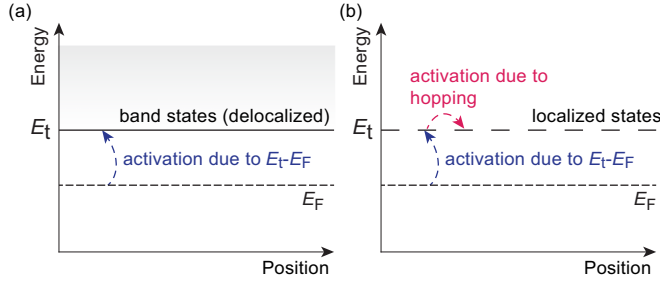 (a)
Energy
band states (delocalized)
Et
activation due to Et-EF
EF
Position
(b)
Energy
activation due to
hopping
localized states
Et
activation due to Et-EF
EF
Position